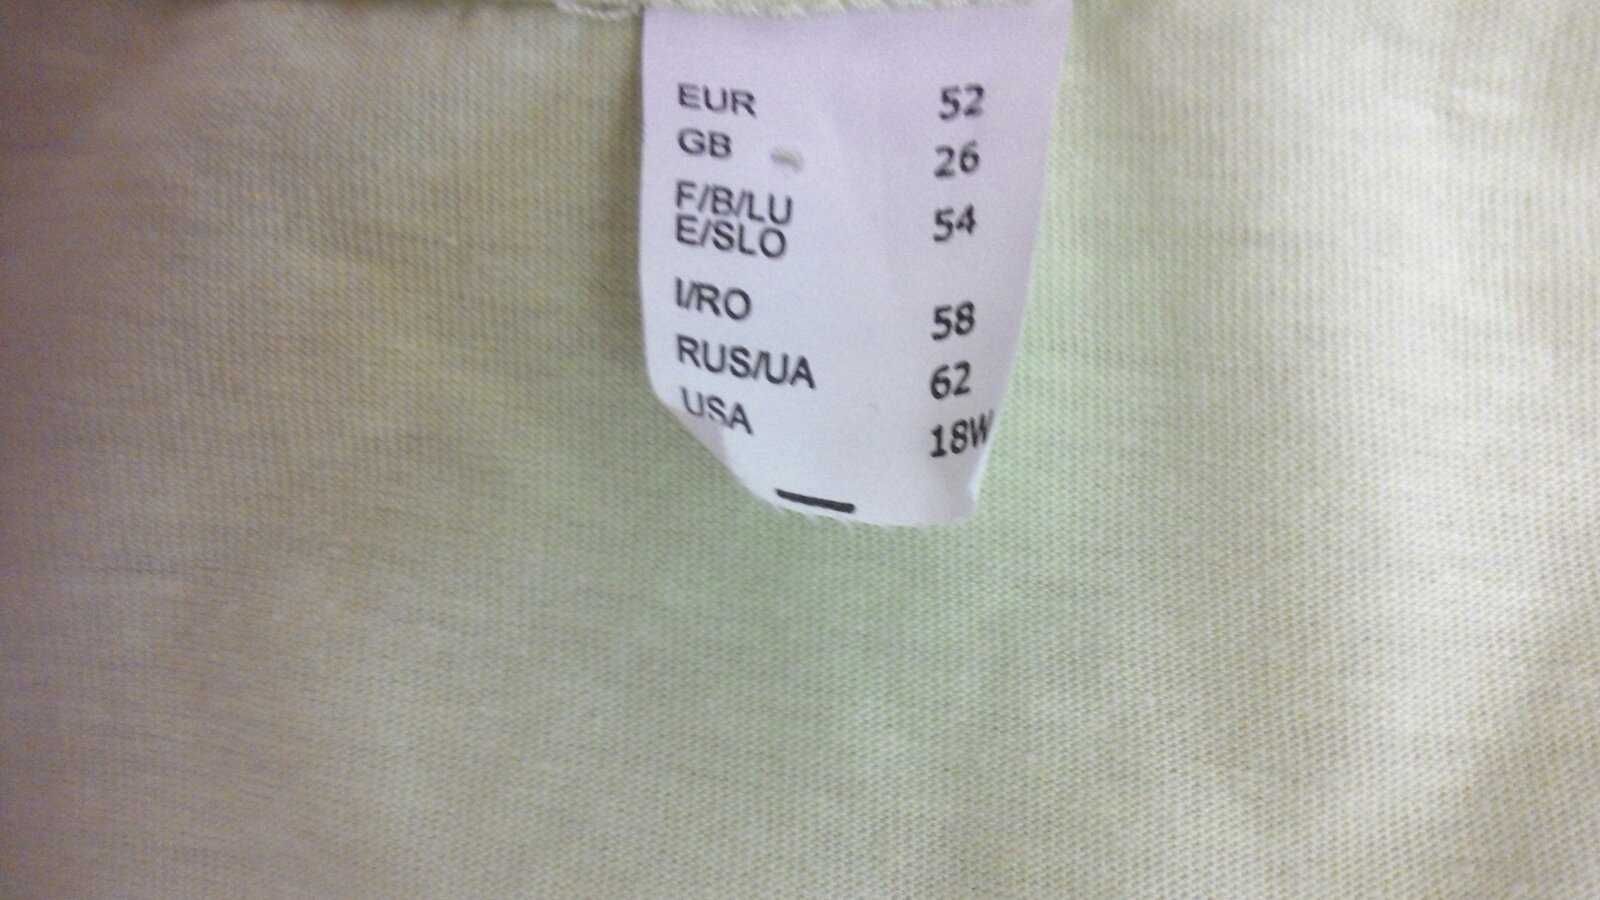 EUR 52
GB 26
F/B/LU
E/SLO 54
I/RO 58
RUS/UA 62
USA 18W